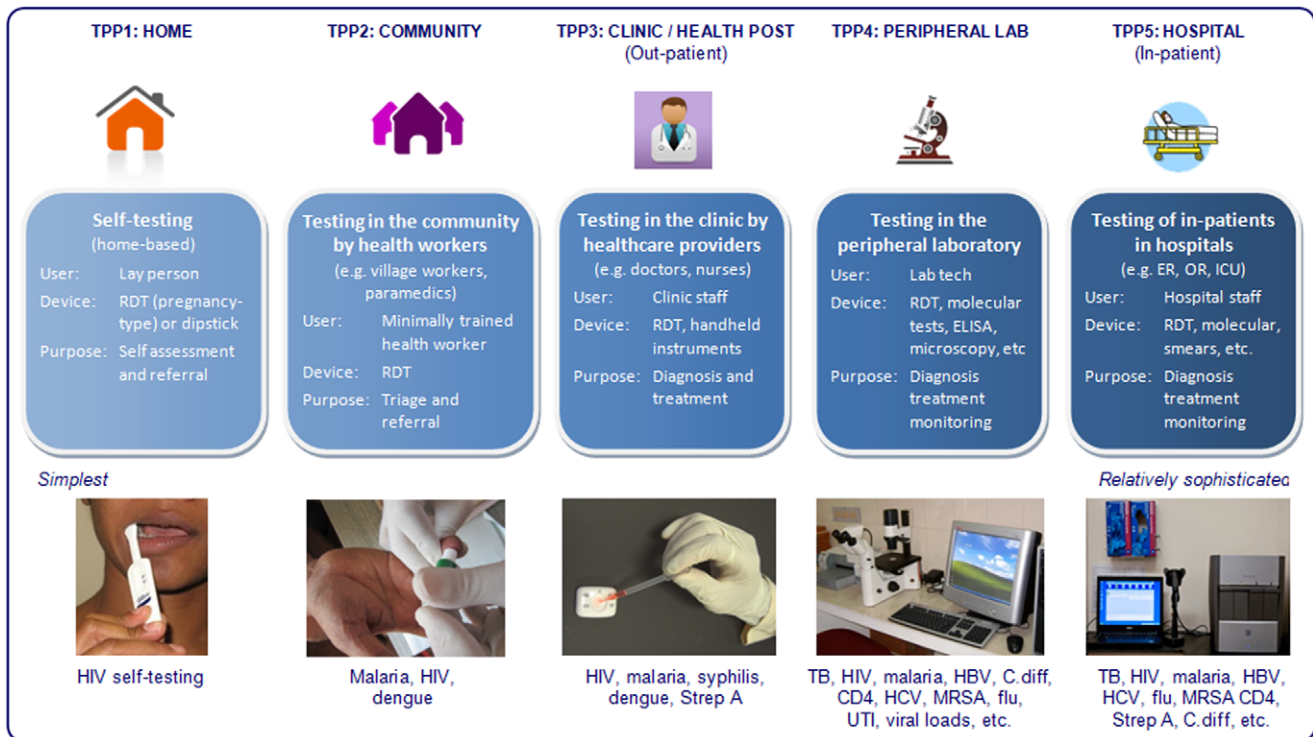 TPP1: HOME
TPP2: COMMUNITY
TPP3: CLINIC / HEALTH POST
(Out-patient)
TPP4: PERIPHERAL LAB
TPP5: HOSPITAL
(In-patient)
Self-testing
(home-based)
User: Lay person
Device: RDT (pregnancy-
type) or dipstick
Purpose: Self assessment
and referral
Testing in the community
by health workers
(e.g. village workers,
paramedics)
User: Minimally trained
health worker
Device: RDT
Purpose: Triage and
referral
Testing in the clinic by
healthcare providers
(e.g. doctors, nurses)
User: Clinic staff
Device: RDT, handheld
instruments
Purpose: Diagnosis and
treatment
Testing in the
peripheral laboratory
User: Lab tech
Device: RDT, molecular
tests, ELISA,
microscopy, etc
Purpose: Diagnosis
treatment
monitoring
Testing of in-patients
in hospitals
(e.g. ER, OR, ICU)
User: Hospital staff
Device: RDT, molecular,
smears, etc.
Purpose: Diagnosis
treatment
monitoring
Simplest
Relatively sophisticated
HIV self-testing
Malaria, HIV,
dengue
HIV, malaria, syphilis,
dengue, Strep A
TB, HIV, malaria, HBV, C.diff,
CD4, HCV, MRSA, flu,
UTI, viral loads, etc.
TB, HIV, malaria, HBV,
HCV, flu, MRSA CD4,
Strep A, C.diff, etc.